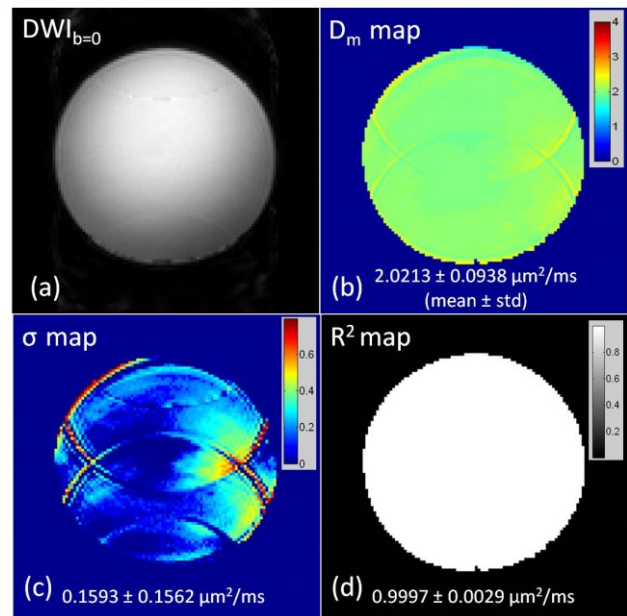 DWI_b=0
D_m map
4
3
2
1
0
(a)
(b)
2.0213 ± 0.0938 µm²/ms
(mean ± std)
σ map
R² map
0.6
0.4
0.2
0
0.8
0.6
0.4
0.2
(c)
0.1593 ± 0.1562 µm²/ms
(d)
0.9997 ± 0.0029 µm²/ms